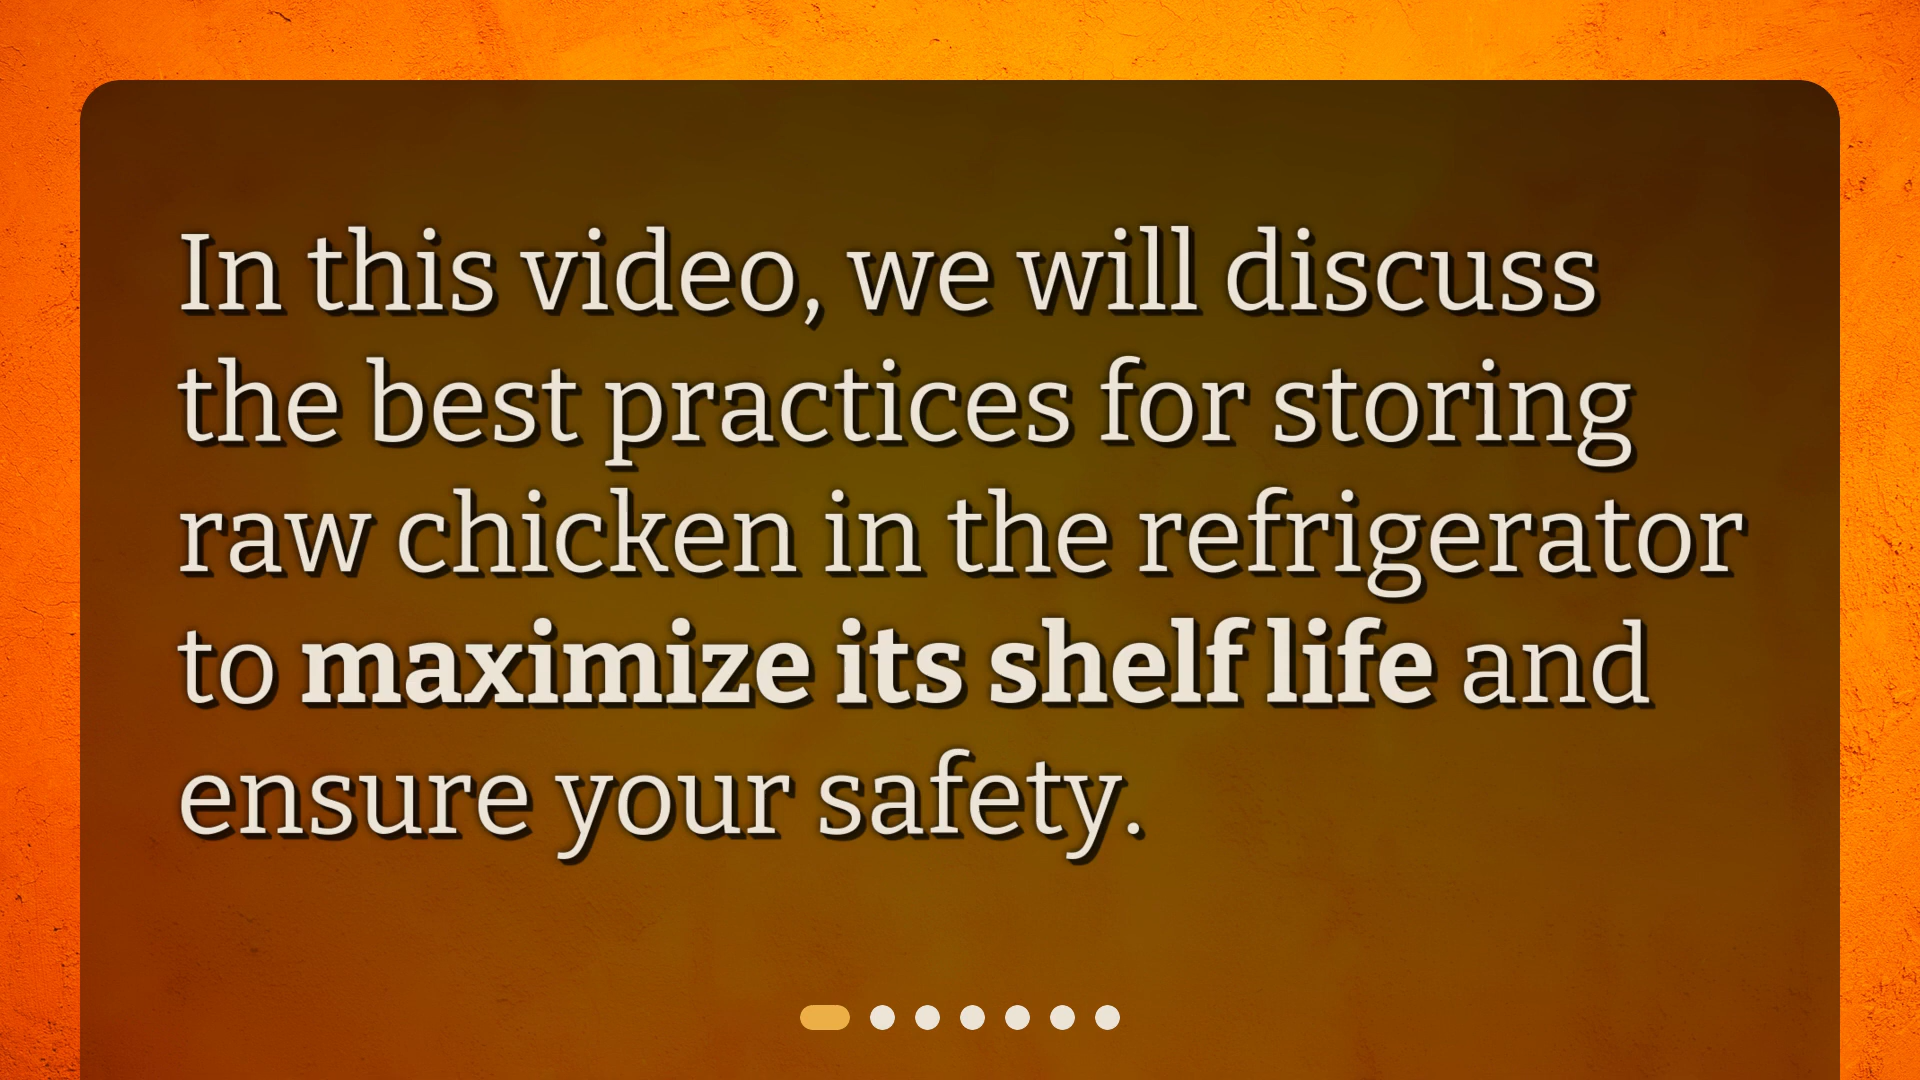 In this video, we will discuss
the best practices for storing
raw chicken in the refrigerator
to maximize its shelf life and
ensure your safety.